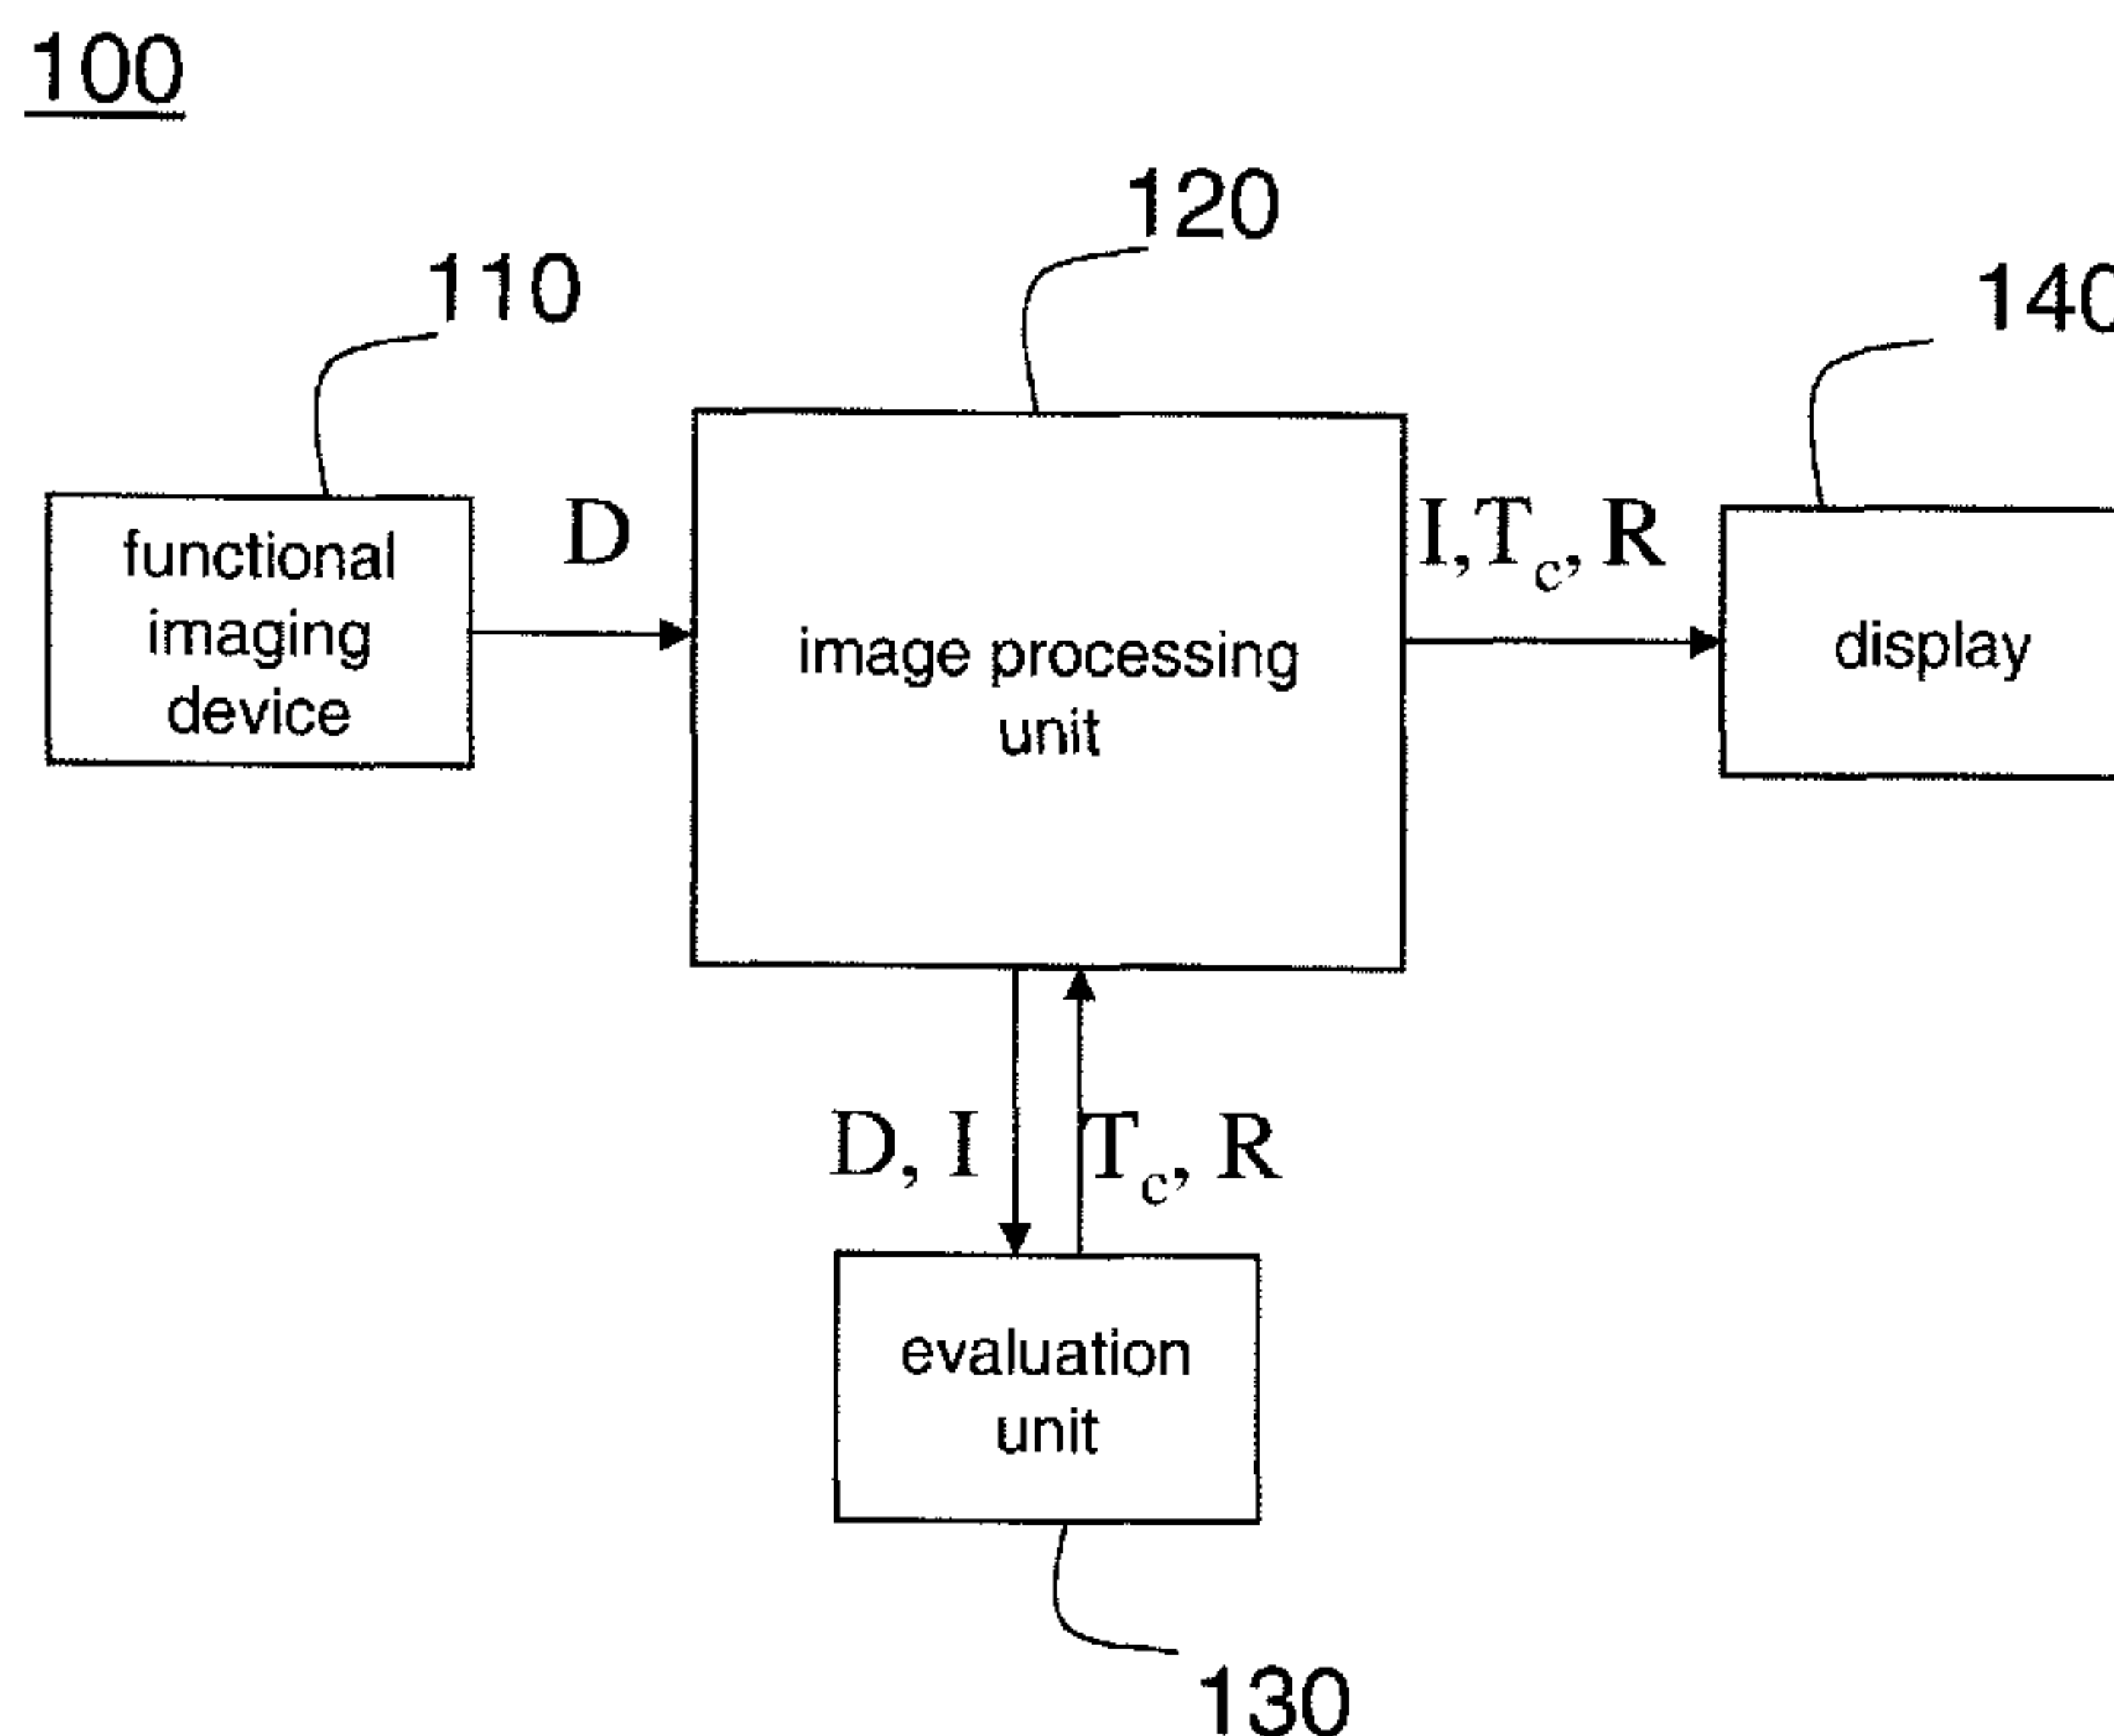 100
120
110
140
functional
imaging
device
D
image processing
unit
I, Tc, R
display
D, I
Tc, R
evaluation
unit
130